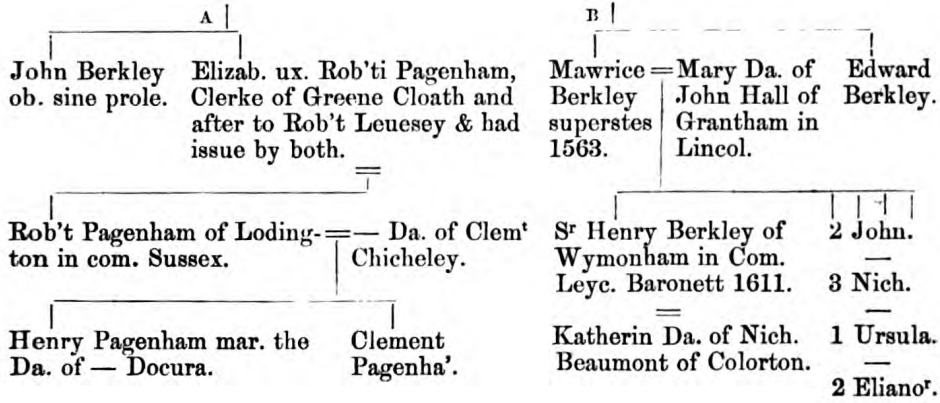 A
John Berkley
ob. sine prole.
Elizab. ux. Rob'ti Pagenham,
Clerke of Greene Cloath and
after to Rob't Leuesey & had
issue by both.
Rob't Pagenham of Loding-
ton in com. Sussex.
=— Da. of Clemᵗ
Chicheley.
Henry Pagenham mar. the
Da. of — Docura.
Clement
Pagenha'.
B
Mawrice
Berkley
superstes
1563.
= Mary Da. of
John Hall of
Grantham in
Lincol.
Edward
Berkley.
Sʳ Henry Berkley of
Wymonham in Com.
Leyc. Baronett 1611.
=
Katherin Da. of Nich.
Beaumont of Colorton.
2 John.
—
3 Nich.
—
1 Ursula.
—
2 Elianoʳ.